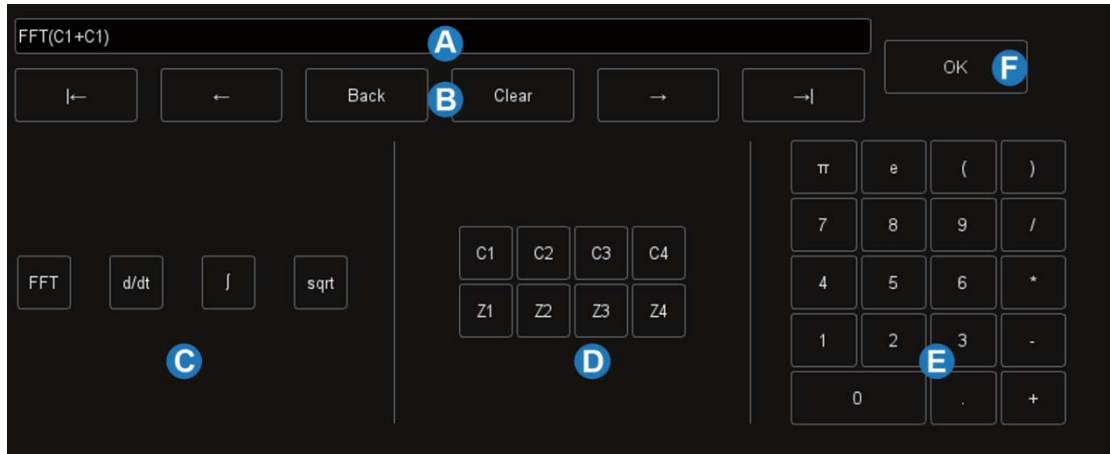 FFT(C1+C1)
A
OK
F
|←
←
Back
B
Clear
→
→|
FFT
d/dt
∫
sqrt
C
C1 C2 C3 C4
Z1 Z2 Z3 Z4
D
π e ( )
7 8 9 /
4 5 6 *
1 2 3 -
E
0 . +